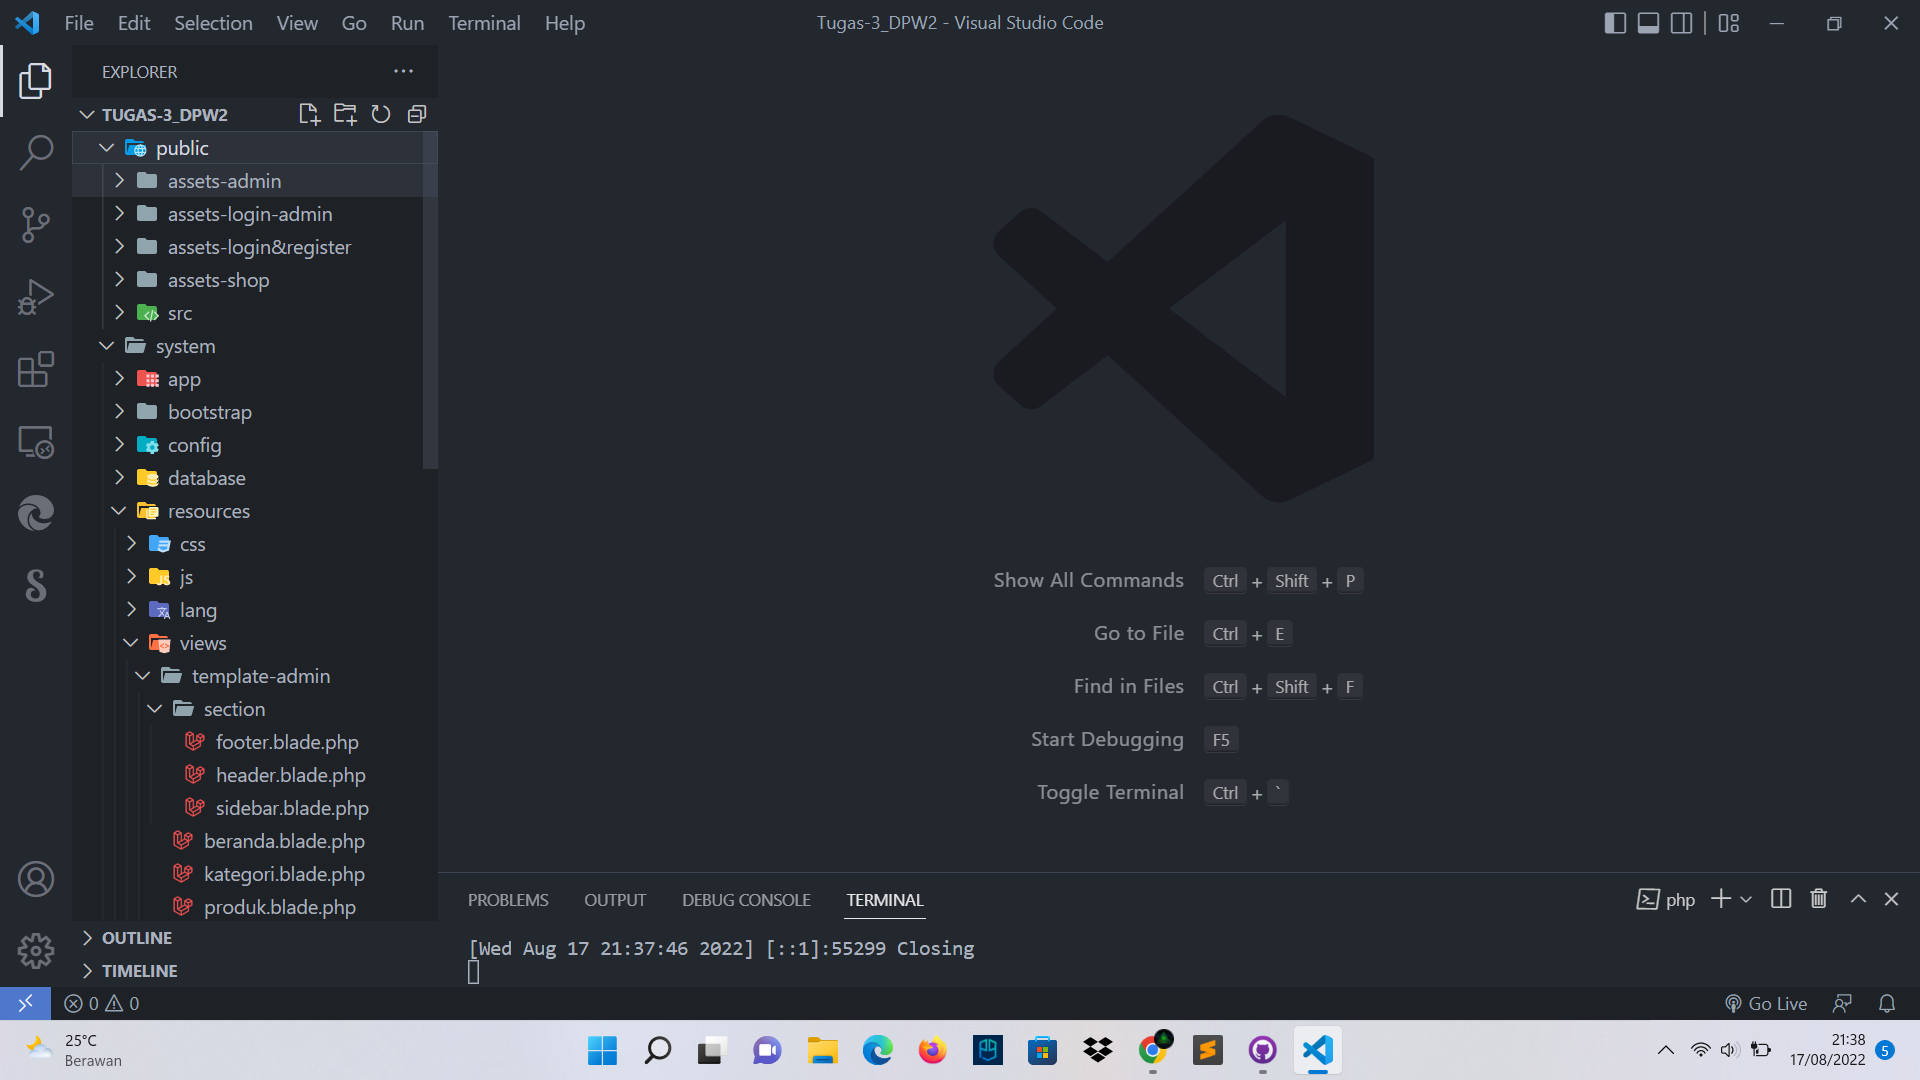 File Edit Selection View Go Run Terminal Help
Tugas-3_DPW2 - Visual Studio Code
EXPLORER
TUGAS-3_DPW2
public
assets-admin
assets-login-admin
assets-login&register
assets-shop
src
system
app
bootstrap
config
database
resources
css
js
lang
views
template-admin
section
footer.blade.php
header.blade.php
sidebar.blade.php
beranda.blade.php
kategori.blade.php
produk.blade.php
OUTLINE
TIMELINE
Show All Commands Ctrl + Shift + P
Go to File Ctrl + E
Find in Files Ctrl + Shift + F
Start Debugging F5
Toggle Terminal Ctrl + `
PROBLEMS OUTPUT DEBUG CONSOLE TERMINAL
php
[Wed Aug 17 21:37:46 2022] [::1]:55299 Closing
0 0
Go Live
25°C
Berawan
21:38
17/08/2022
5